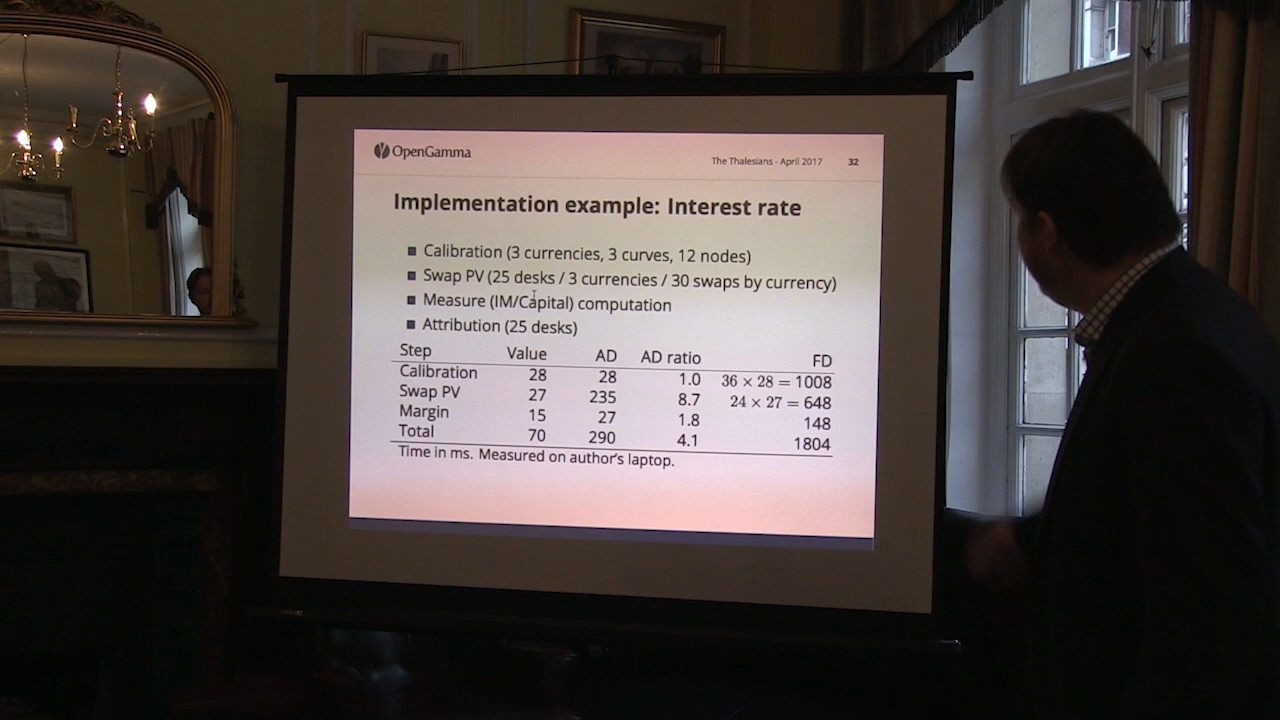 OpenGamma
The Thalesians - April 2017 32
Implementation example: Interest rate
Calibration (3 currencies, 3 curves, 12 nodes)
Swap PV (25 desks / 3 currencies / 30 swaps by currency)
Measure (IM/Capital) computation
Attribution (25 desks)
Step Value AD AD ratio FD
Calibration 28 28 1.0 36 × 28 = 1008
Swap PV 27 235 8.7 24 × 27 = 648
Margin 15 27 1.8 148
Total 70 290 4.1 1804
Time in ms. Measured on author's laptop.